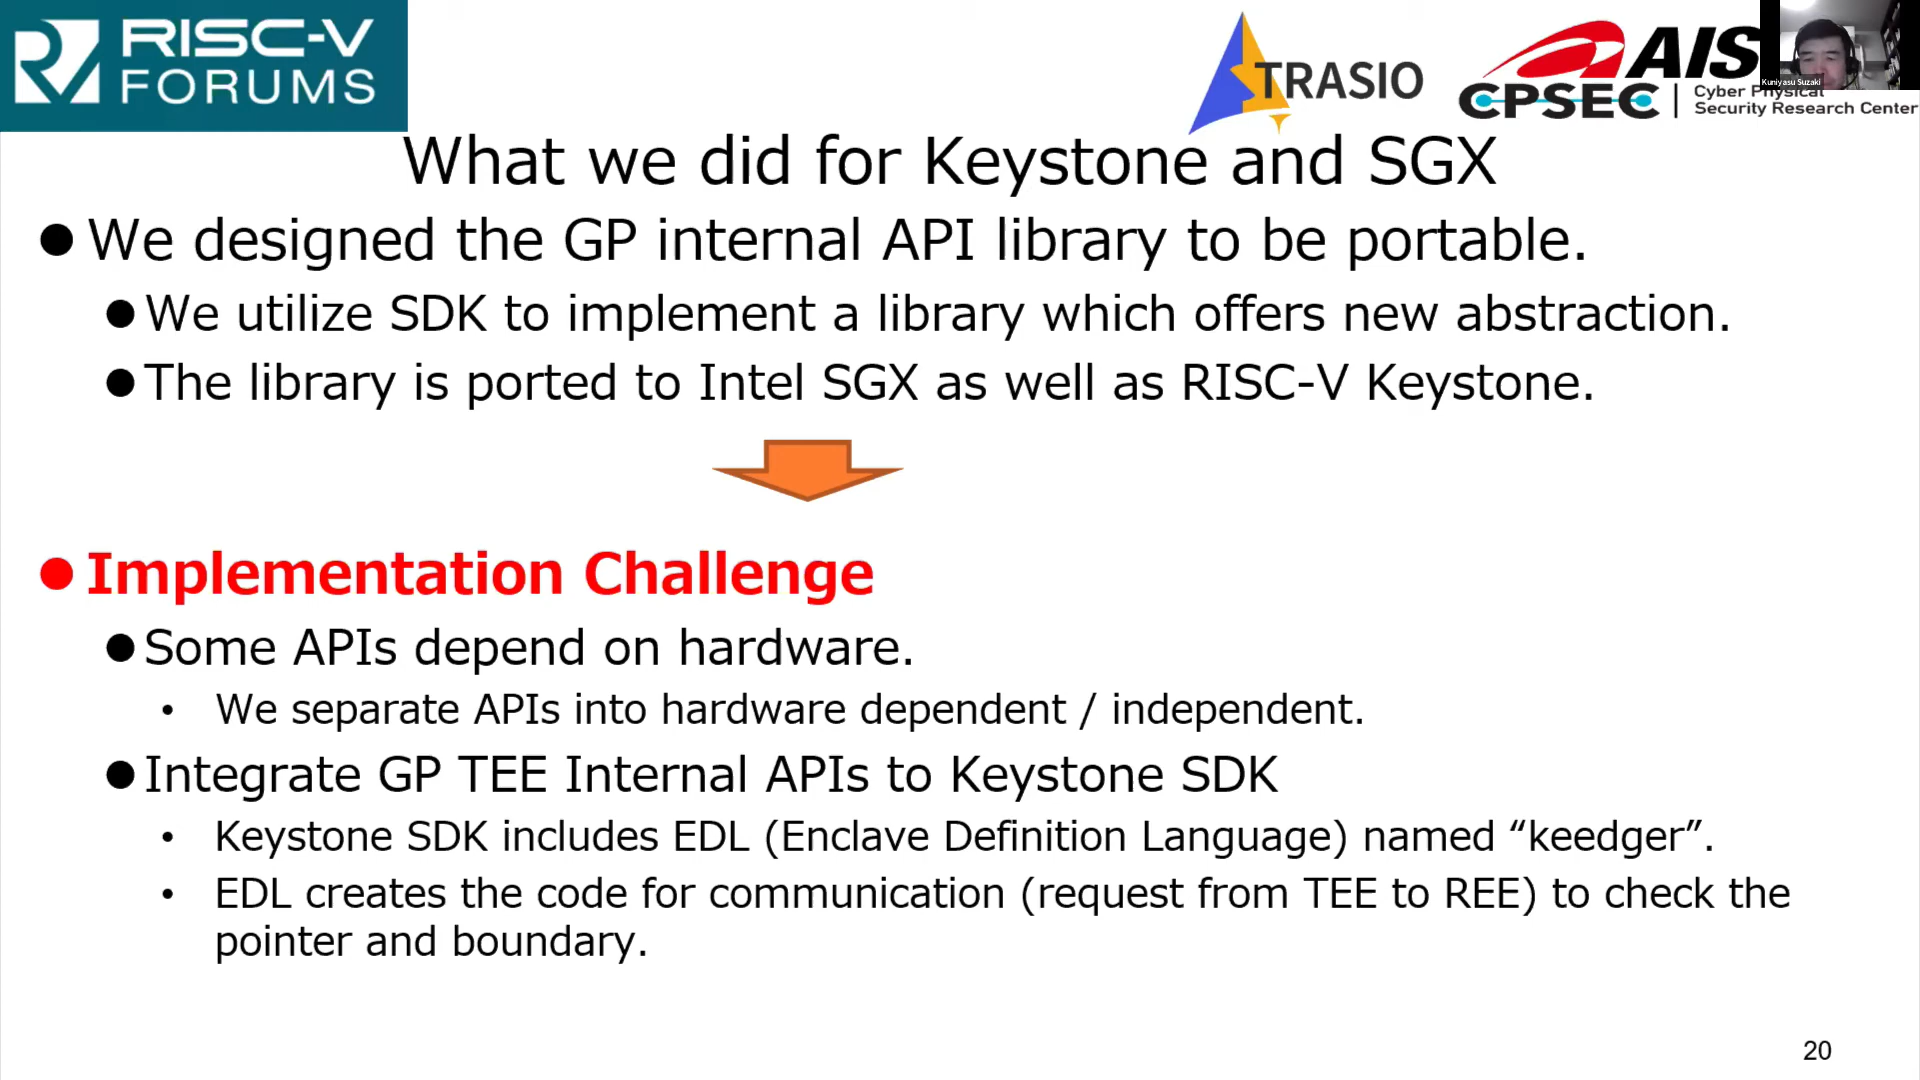 RISC-V
FORUMS
TRASIO
AIS
Kuniyasu Suzaki
CPSEC
Cyber Physical
Security Research Center
What we did for Keystone and SGX
● We designed the GP internal API library to be portable.
● We utilize SDK to implement a library which offers new abstraction.
● The library is ported to Intel SGX as well as RISC-V Keystone.
● Implementation Challenge
● Some APIs depend on hardware.
• We separate APIs into hardware dependent / independent.
● Integrate GP TEE Internal APIs to Keystone SDK
• Keystone SDK includes EDL (Enclave Definition Language) named “keedger”.
• EDL creates the code for communication (request from TEE to REE) to check the
pointer and boundary.
20